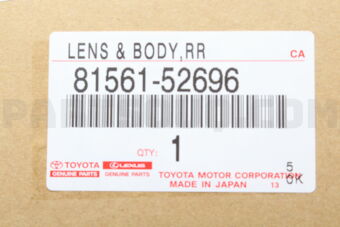 LENS & BODY,RR CA
81561-52696
QTY: 1
TOYOTA LEXUS
GENUINE PARTS GENUINE PARTS
TOYOTA MOTOR CORPORATION
MADE IN JAPAN 13
5
0K